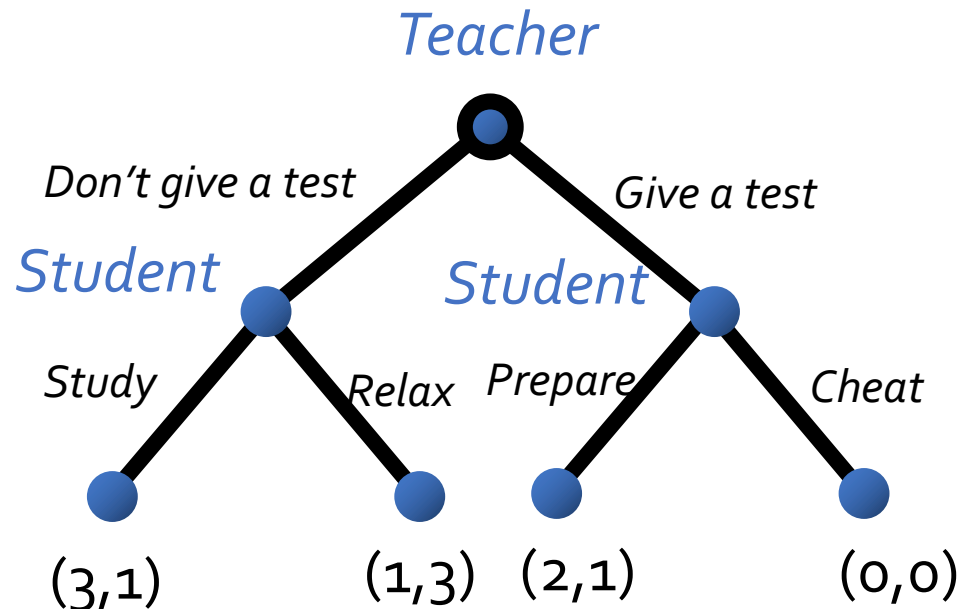 Teacher
Don't give a test
Give a test
Student
Student
Study
Relax
Prepare
Cheat
(3,1)
(1,3)
(2,1)
(0,0)